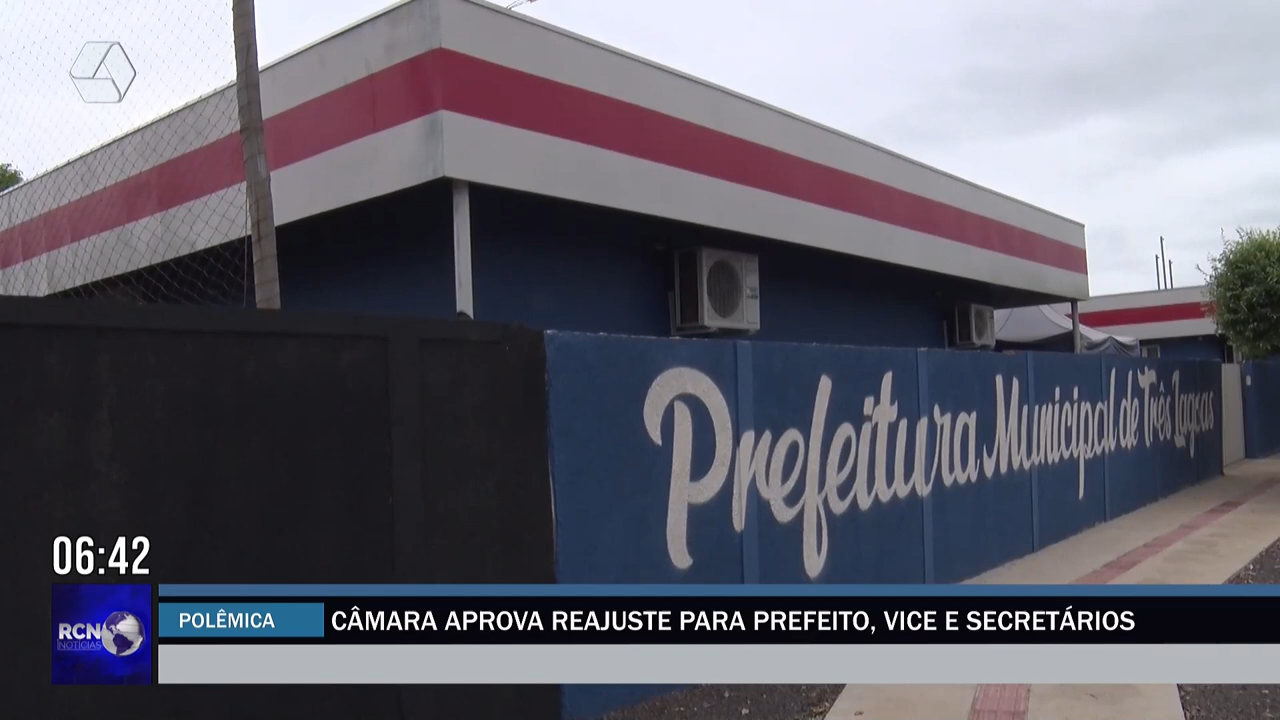 Prefeitura Municipal de Três Lagoas
06:42
RCN
NOTÍCIAS
POLÊMICA
CÂMARA APROVA REAJUSTE PARA PREFEITO, VICE E SECRETÁRIOS